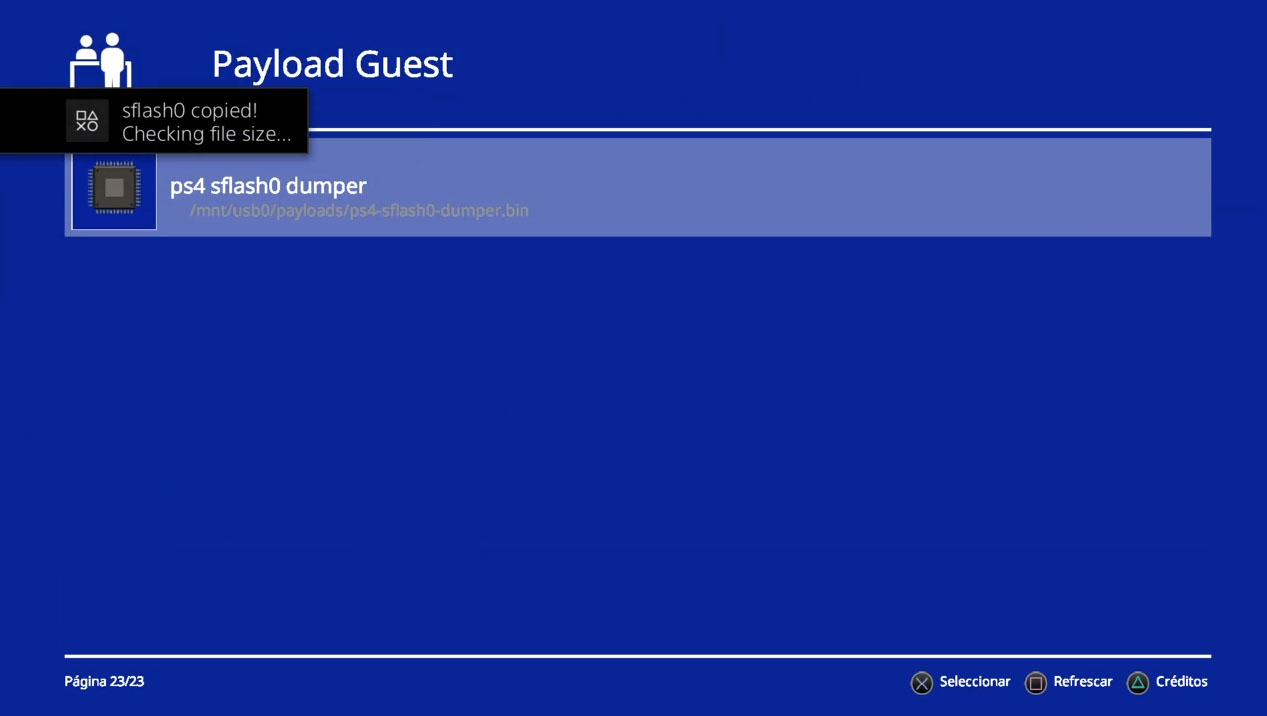 Payload Guest
sflash0 copied!
Checking file size...
ps4 sflash0 dumper
/mnt/usb0/payloads/ps4-sflash0-dumper.bin
Página 23/23
Seleccionar
Refrescar
Créditos